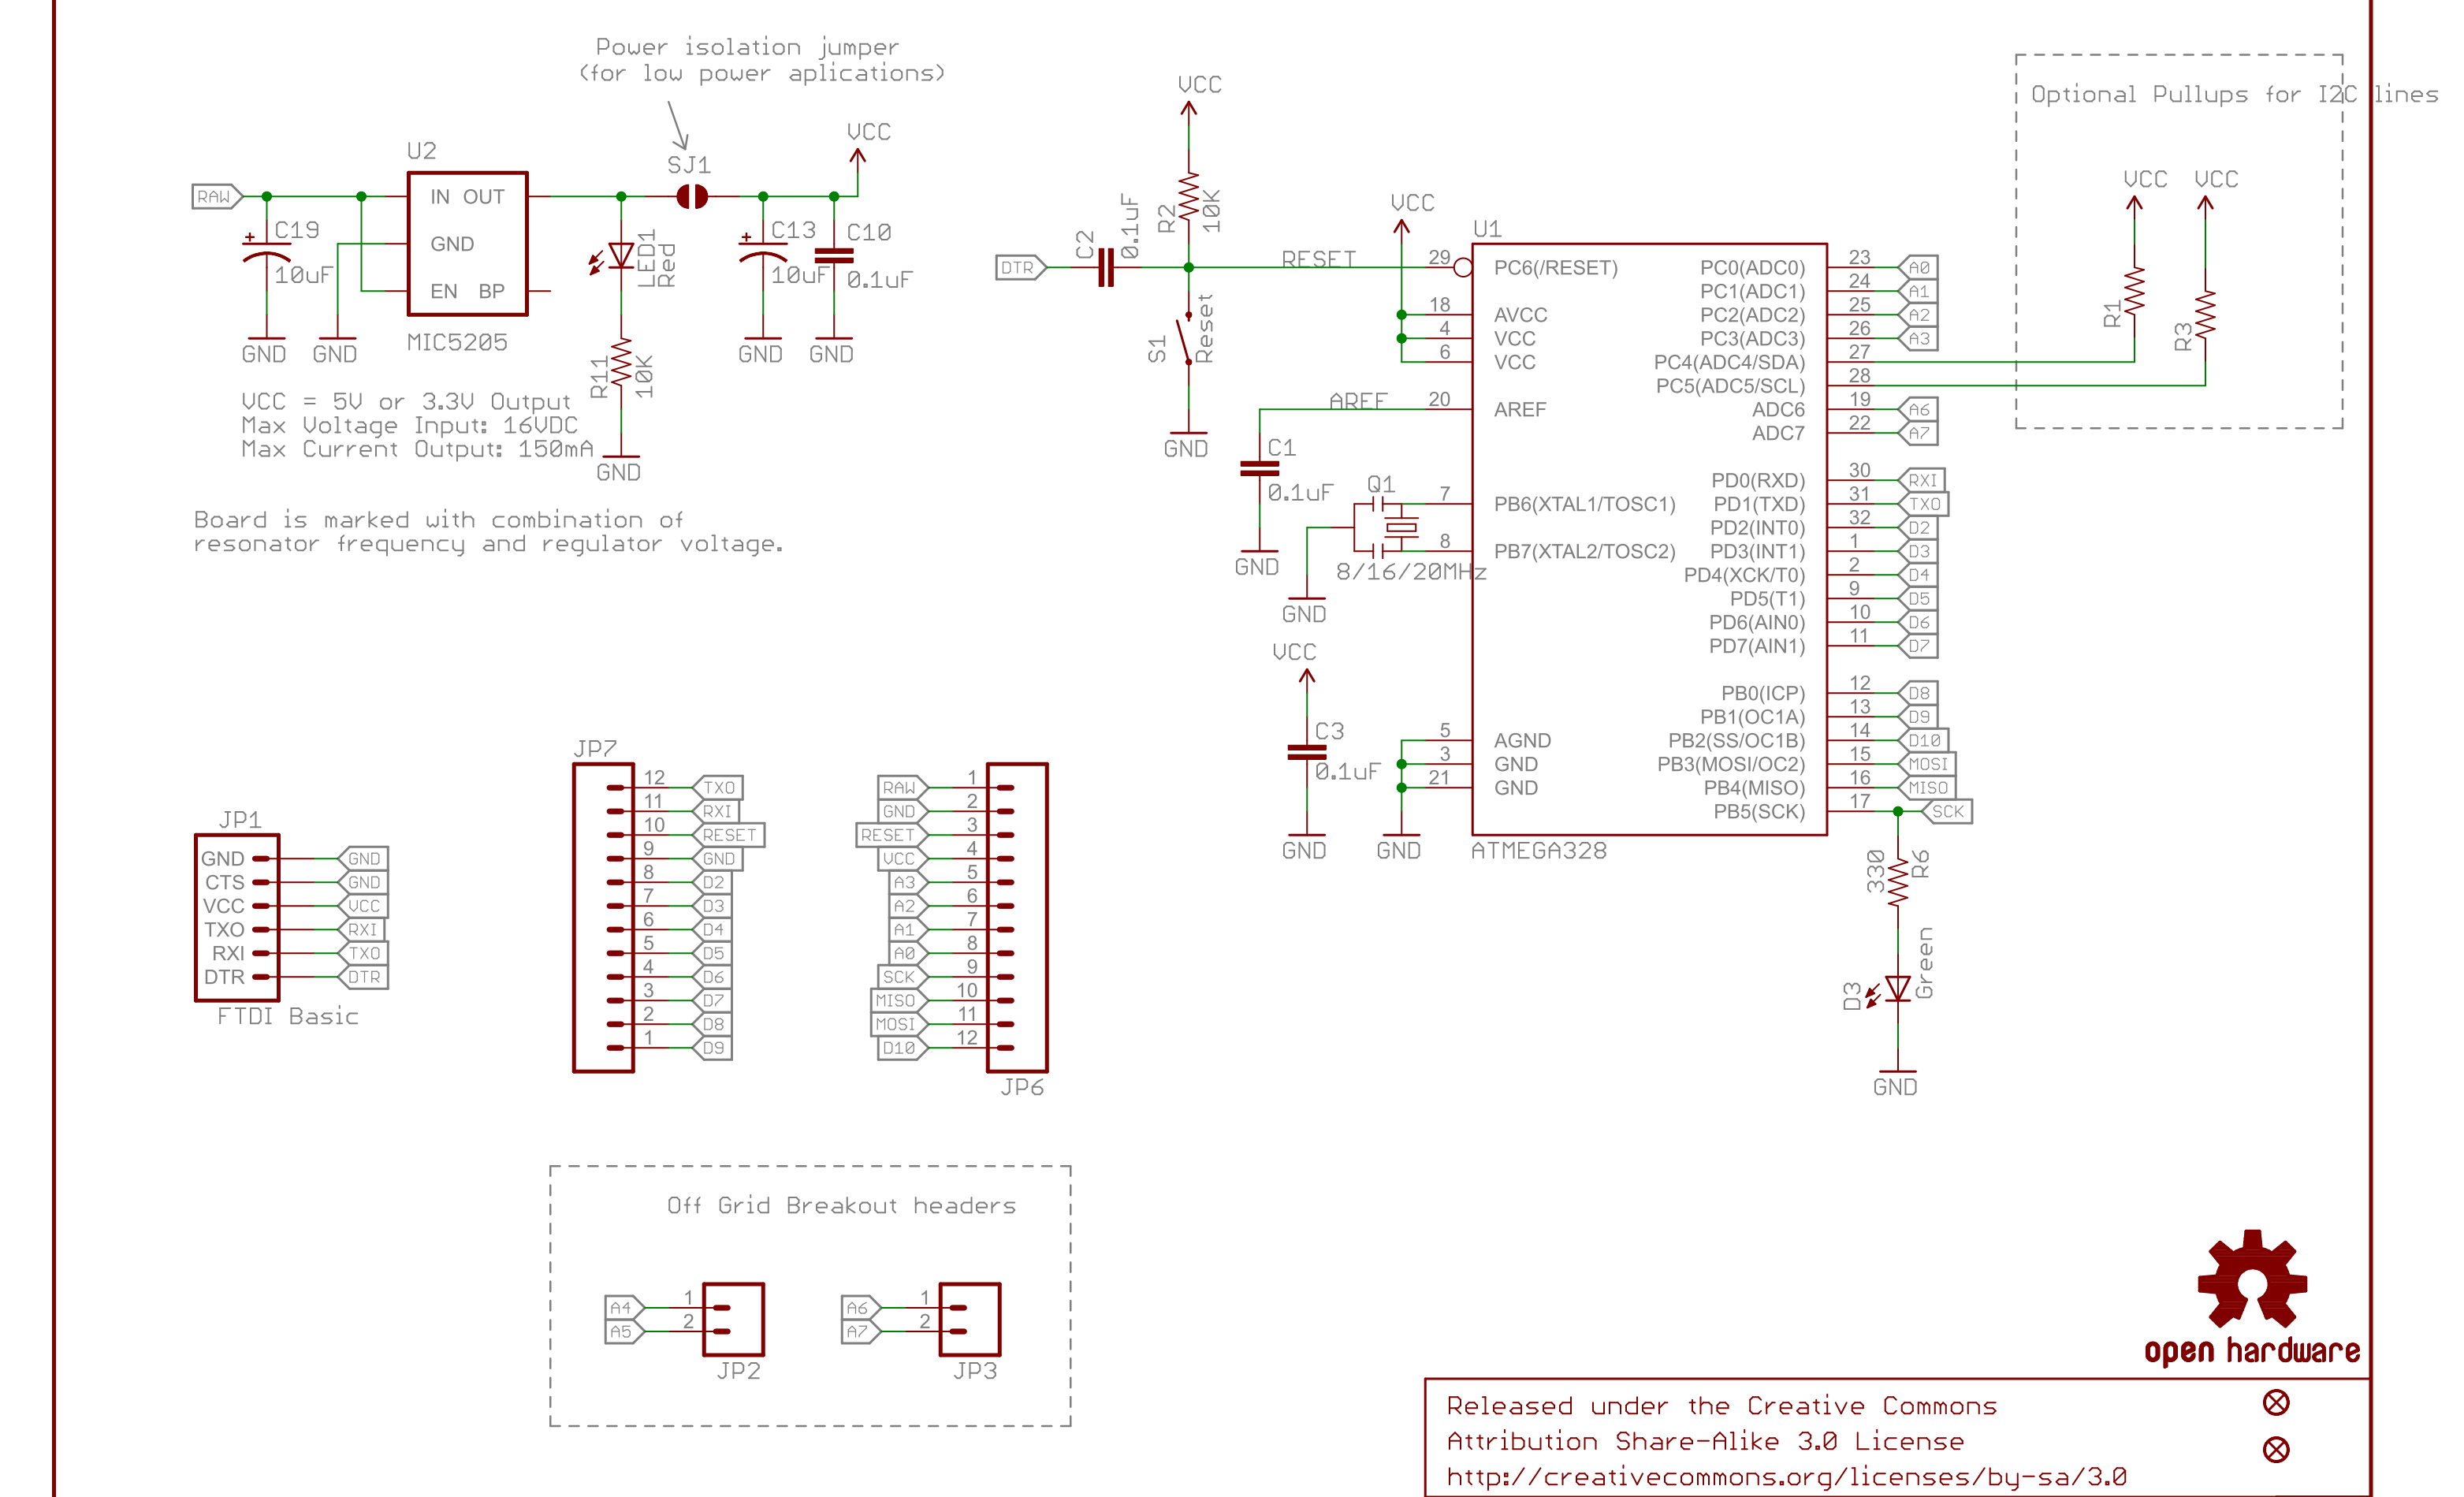 Power isolation jumper
(for low power aplications)
SJ1
VCC
U2
RAW
IN OUT
GND
EN BP
MIC5205
C19
10uF
GND
GND
LED1
Red
R11
10K
GND
C13
10uF
GND
C10
0.1uF
GND
VCC = 5V or 3.3V Output
Max Voltage Input: 16VDC
Max Current Output: 150mA
Board is marked with combination of
resonator frequency and regulator voltage.
VCC
R2
10K
DTR
C2
0.1uF
RESET
S1
Reset
GND
VCC
AREF
C1
0.1uF
GND
Q1
8/16/20MHz
GND
VCC
C3
0.1uF
GND
GND
U1
29 PC6(/RESET)
18 AVCC
4 VCC
6 VCC
20 AREF
7 PB6(XTAL1/TOSC1)
8 PB7(XTAL2/TOSC2)
5 AGND
3 GND
21 GND
PC0(ADC0) 23 A0
PC1(ADC1) 24 A1
PC2(ADC2) 25 A2
PC3(ADC3) 26 A3
PC4(ADC4/SDA) 27
PC5(ADC5/SCL) 28
ADC6 19 A6
ADC7 22 A7
PD0(RXD) 30 RXI
PD1(TXD) 31 TXO
PD2(INT0) 32 D2
PD3(INT1) 1 D3
PD4(XCK/T0) 2 D4
PD5(T1) 9 D5
PD6(AIN0) 10 D6
PD7(AIN1) 11 D7
PB0(ICP) 12 D8
PB1(OC1A) 13 D9
PB2(SS/OC1B) 14 D10
PB3(MOSI/OC2) 15 MOSI
PB4(MISO) 16 MISO
PB5(SCK) 17 SCK
ATMEGA328
330
R6
D3
Green
GND
Optional Pullups for I2C lines
VCC VCC
R1
R3
JP1
GND GND
CTS GND
VCC VCC
TXO RXI
RXI TXO
DTR DTR
FTDI Basic
JP7
12 TXO
11 RXI
10 RESET
9 GND
8 D2
7 D3
6 D4
5 D5
4 D6
3 D7
2 D8
1 D9
RAW 1
GND 2
RESET 3
VCC 4
A3 5
A2 6
A1 7
A0 8
SCK 9
MISO 10
MOSI 11
D10 12
JP6
Off Grid Breakout headers
A4 1
A5 2
JP2
A6 1
A7 2
JP3
open hardware
Released under the Creative Commons
Attribution Share-Alike 3.0 License
http://creativecommons.org/licenses/by-sa/3.0